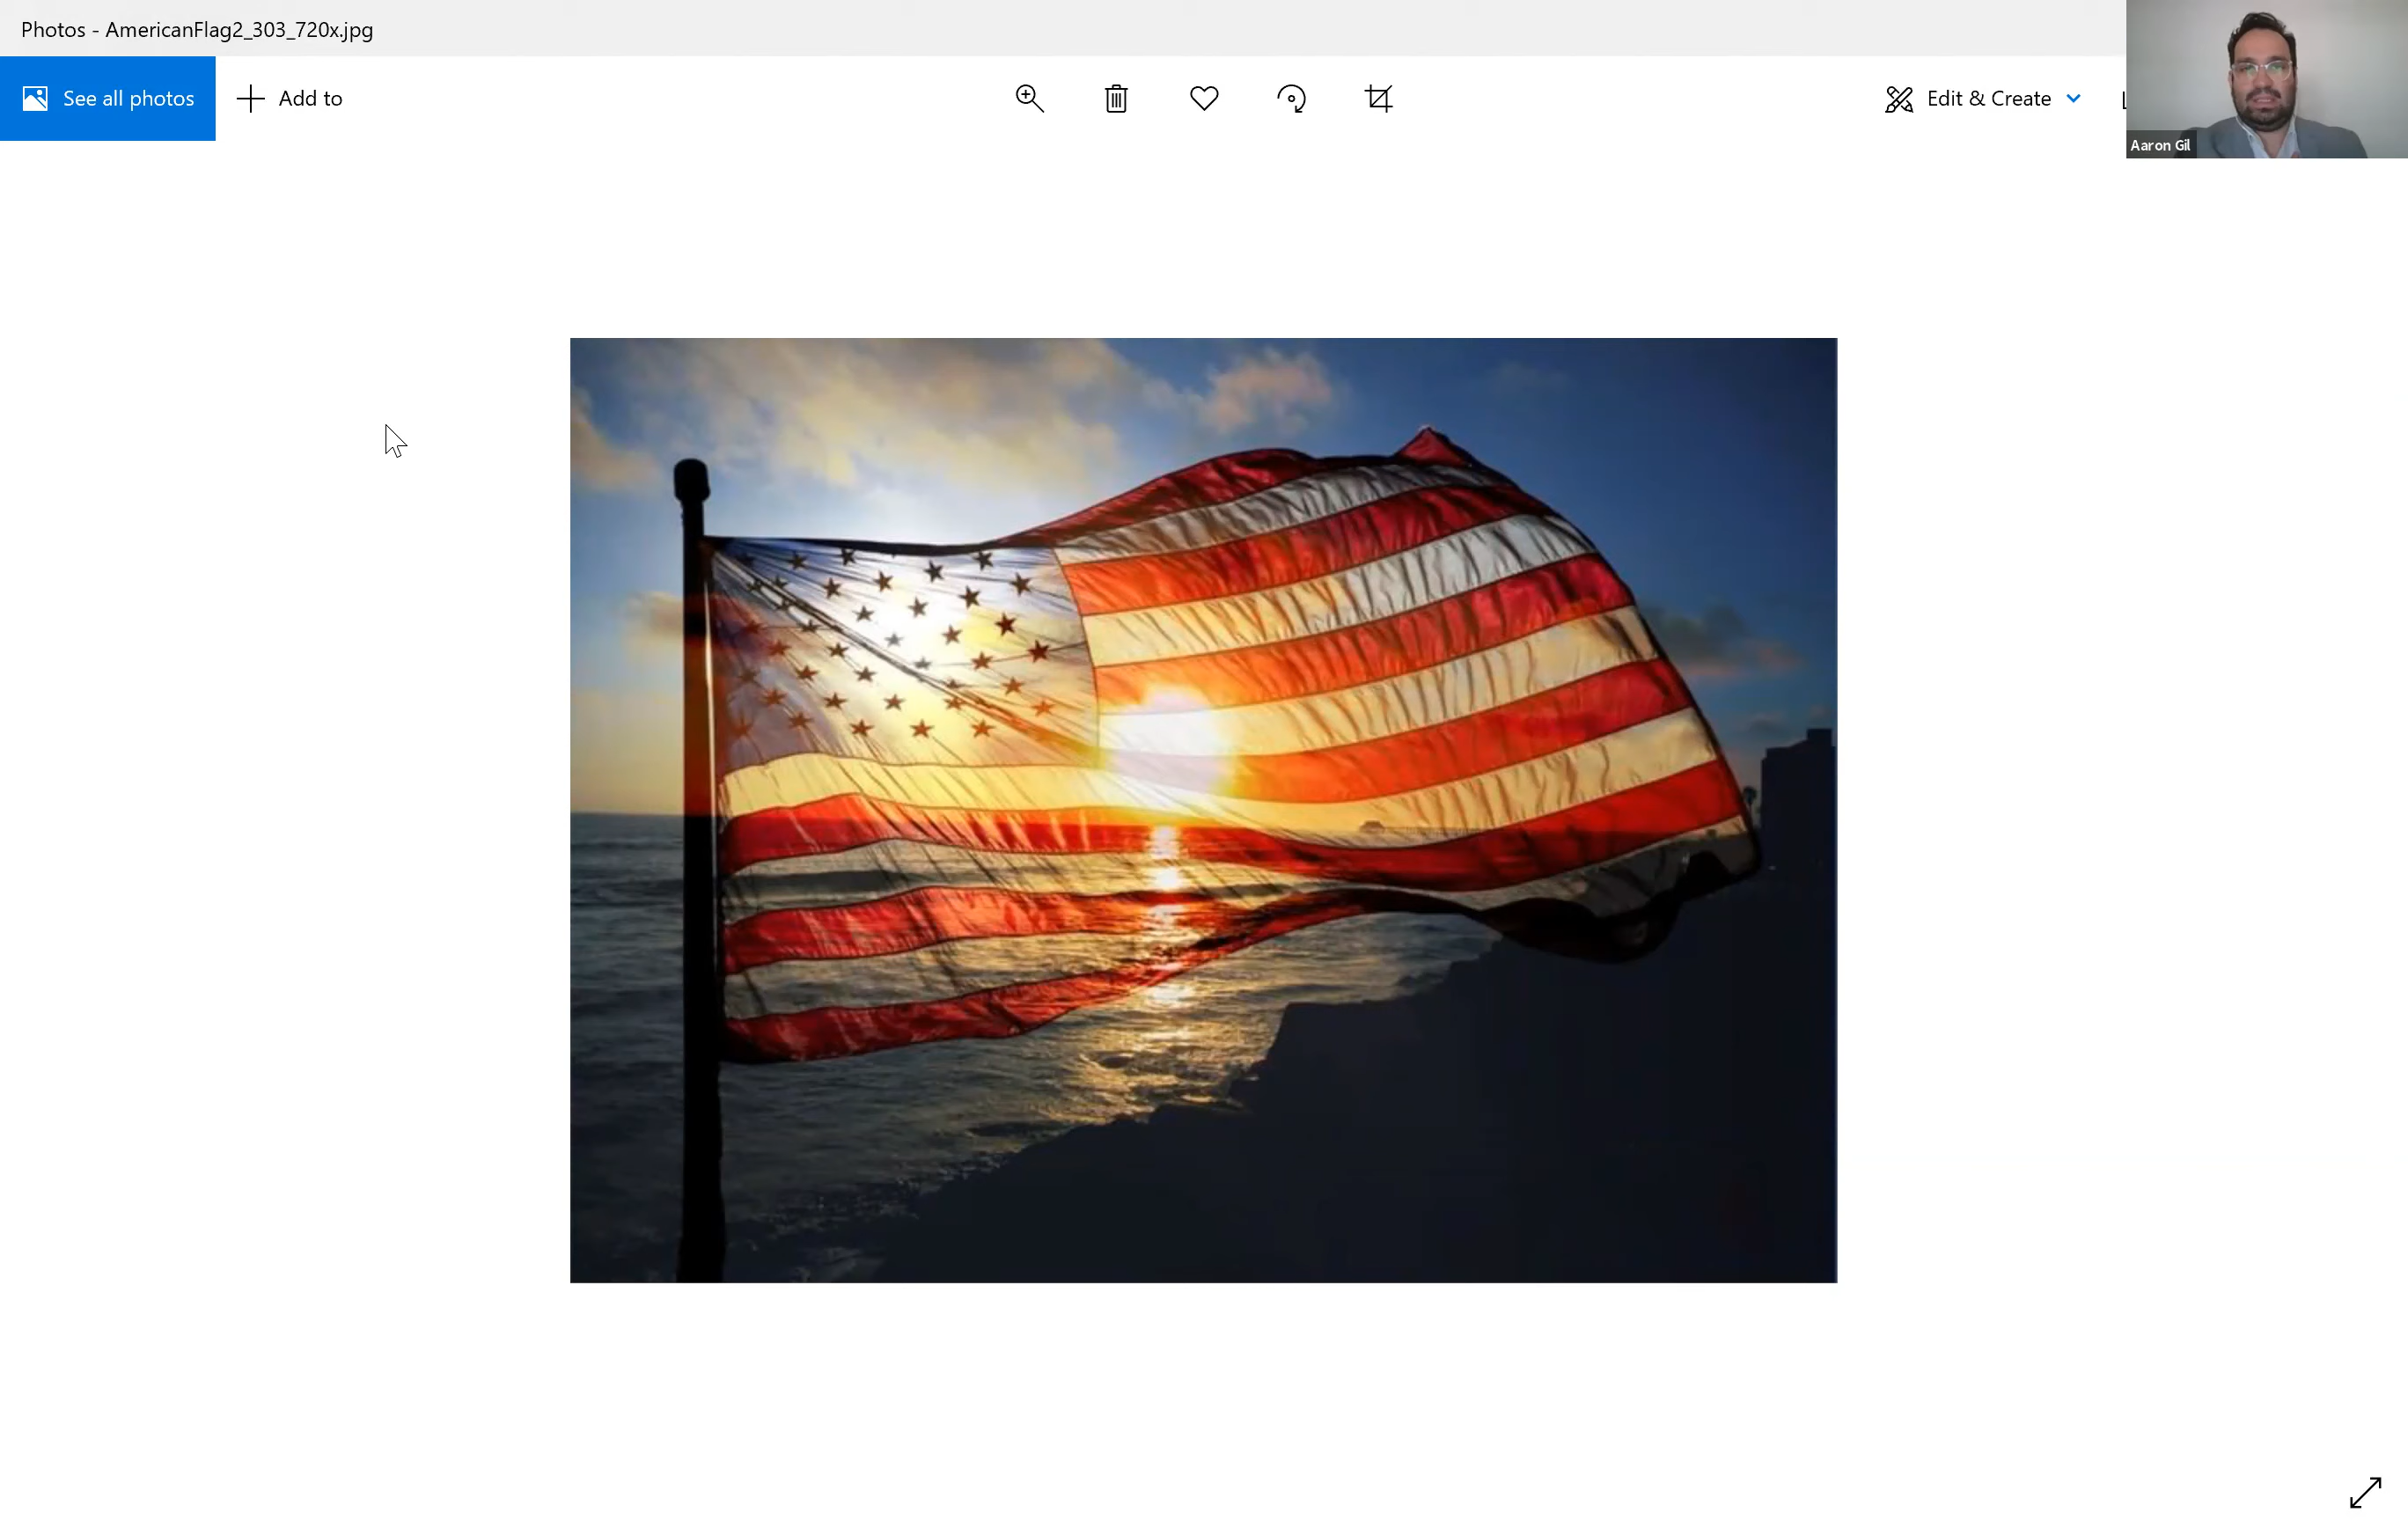 Photos - AmericanFlag2_303_720x.jpg
See all photos
Add to
Edit & Create
Aaron Gil